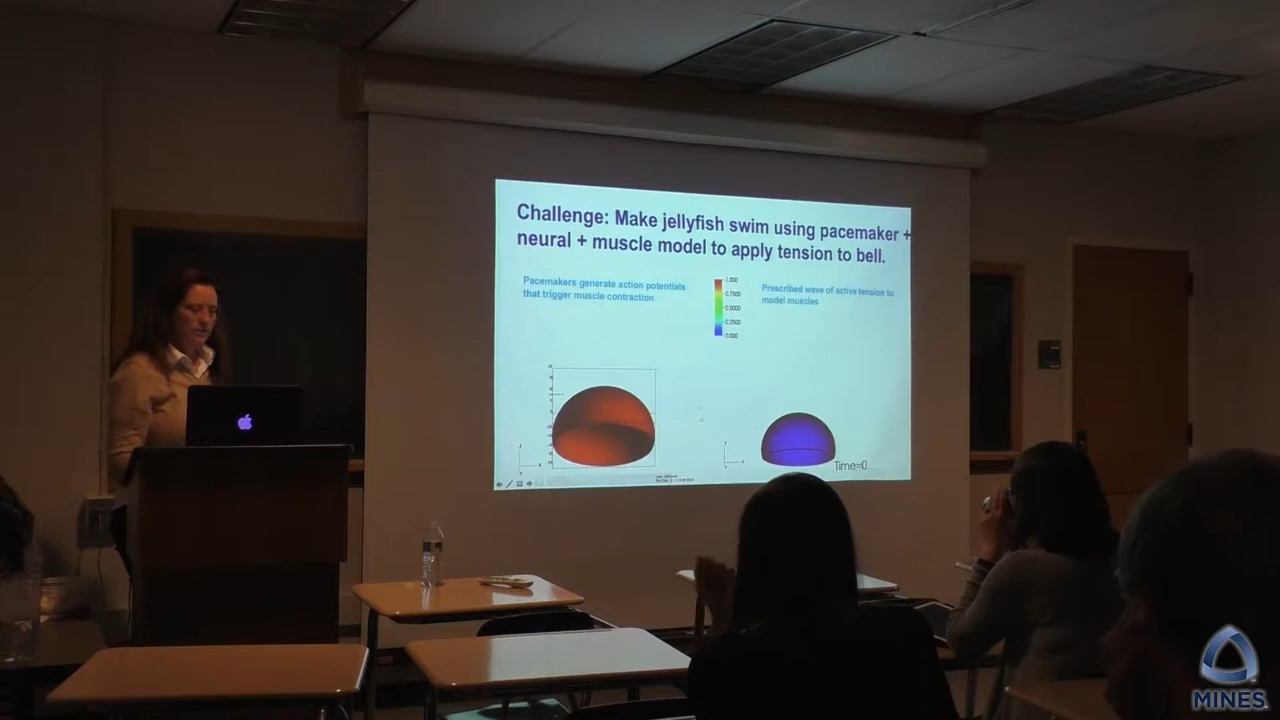 Challenge: Make jellyfish swim using pacemaker +
neural + muscle model to apply tension to bell.
Pacemakers generate action potentials
that trigger muscle contraction
1.000
0.7500
0.5000
0.2500
0.000
Prescribed wave of active tension to
model muscles
Time=0
MINES